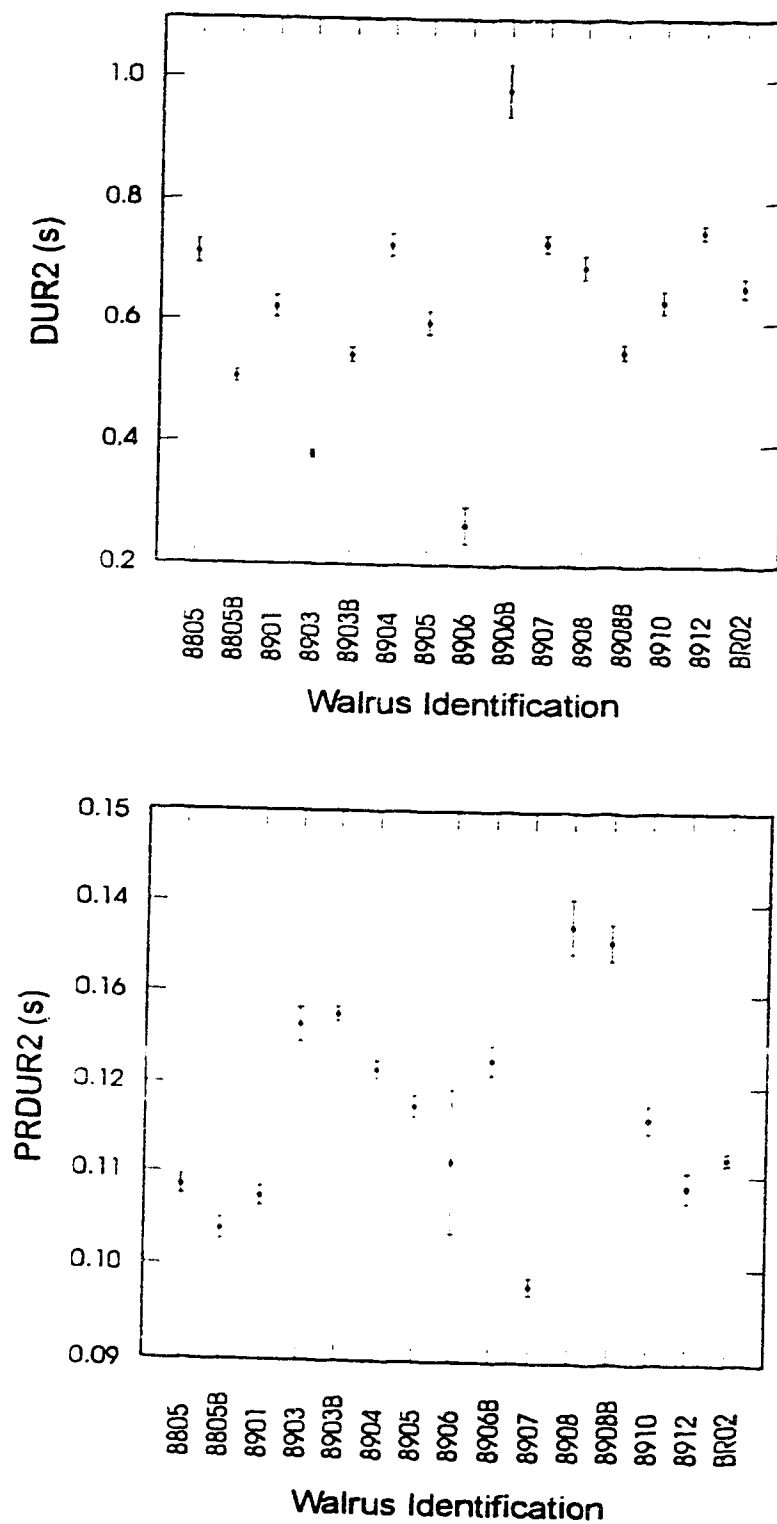 1.0
0.8
0.6
0.4
0.2
DUR2 (s)
8805
8805B
8901
8903
8903B
8904
8905
8906
8906B
8907
8908
8908B
8910
8912
BR02
Walrus Identification
0.15
0.14
0.16
0.12
0.11
0.10
0.09
PRDUR2 (s)
8805
8805B
8901
8903
8903B
8904
8905
8906
8906B
8907
8908
8908B
8910
8912
BR02
Walrus Identification